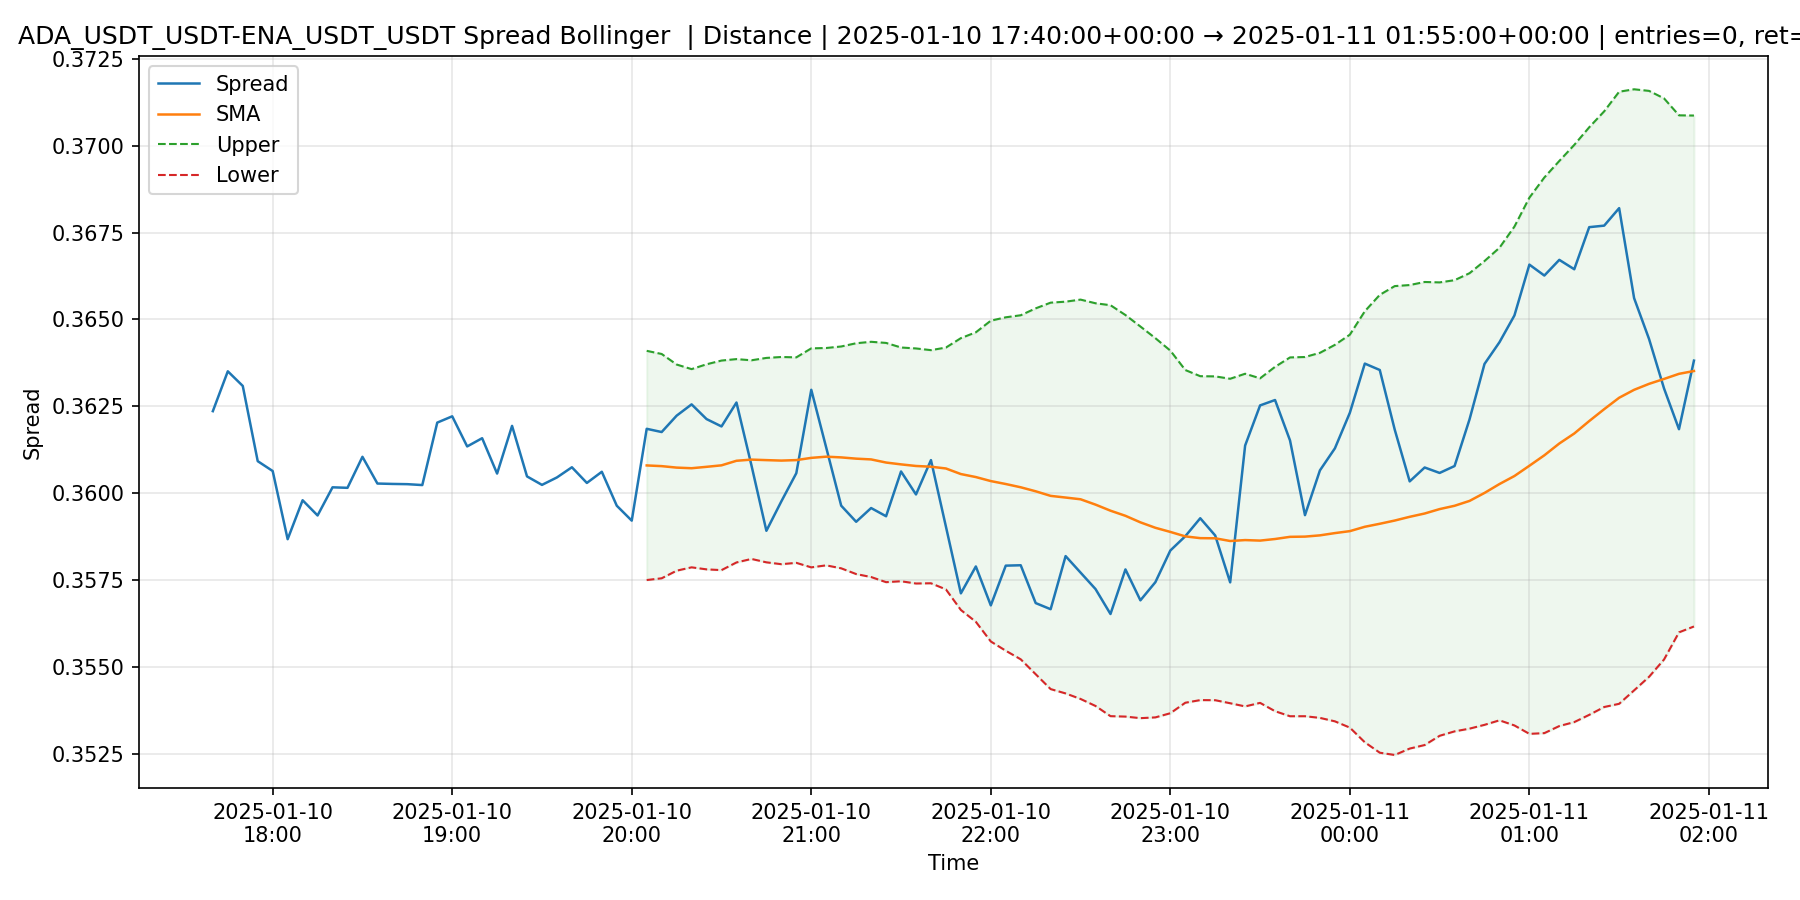 ADA_USDT_USDT-ENA_USDT_USDT Spread Bollinger | Distance | 2025-01-10 17:40:00+00:00 → 2025-01-11 01:55:00+00:00 | entries=0, ret=
Spread
SMA
Upper
Lower
0.3725
0.3700
0.3675
0.3650
0.3625
0.3600
0.3575
0.3550
0.3525
Spread
2025-01-10 2025-01-10 2025-01-10 2025-01-10 2025-01-10 2025-01-10 2025-01-11 2025-01-11 2025-01-11
18:00 19:00 20:00 21:00 22:00 23:00 00:00 01:00 02:00
Time